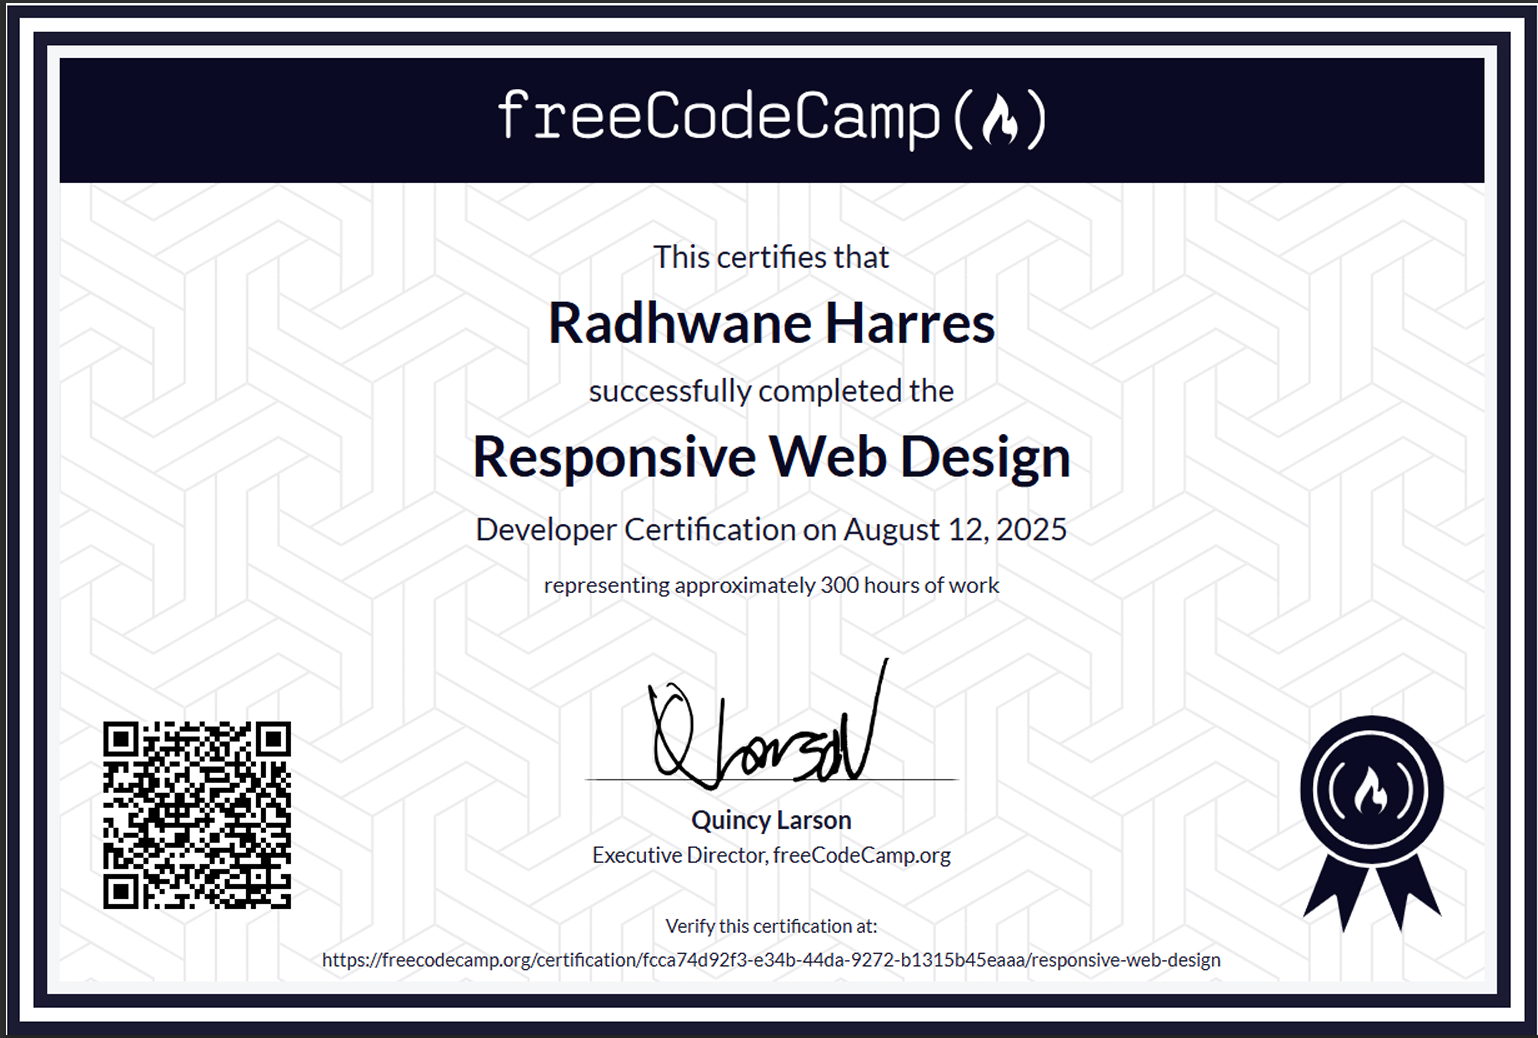 freeCodeCamp
This certifies that
Radhwane Harres
successfully completed the
Responsive Web Design
Developer Certification on August 12, 2025
representing approximately 300 hours of work
Q Larson
Quincy Larson
Executive Director, freeCodeCamp.org
Verify this certification at:
https://freecodecamp.org/certification/fcca74d92f3-e34b-44da-9272-b1315b45eaaa/responsive-web-design